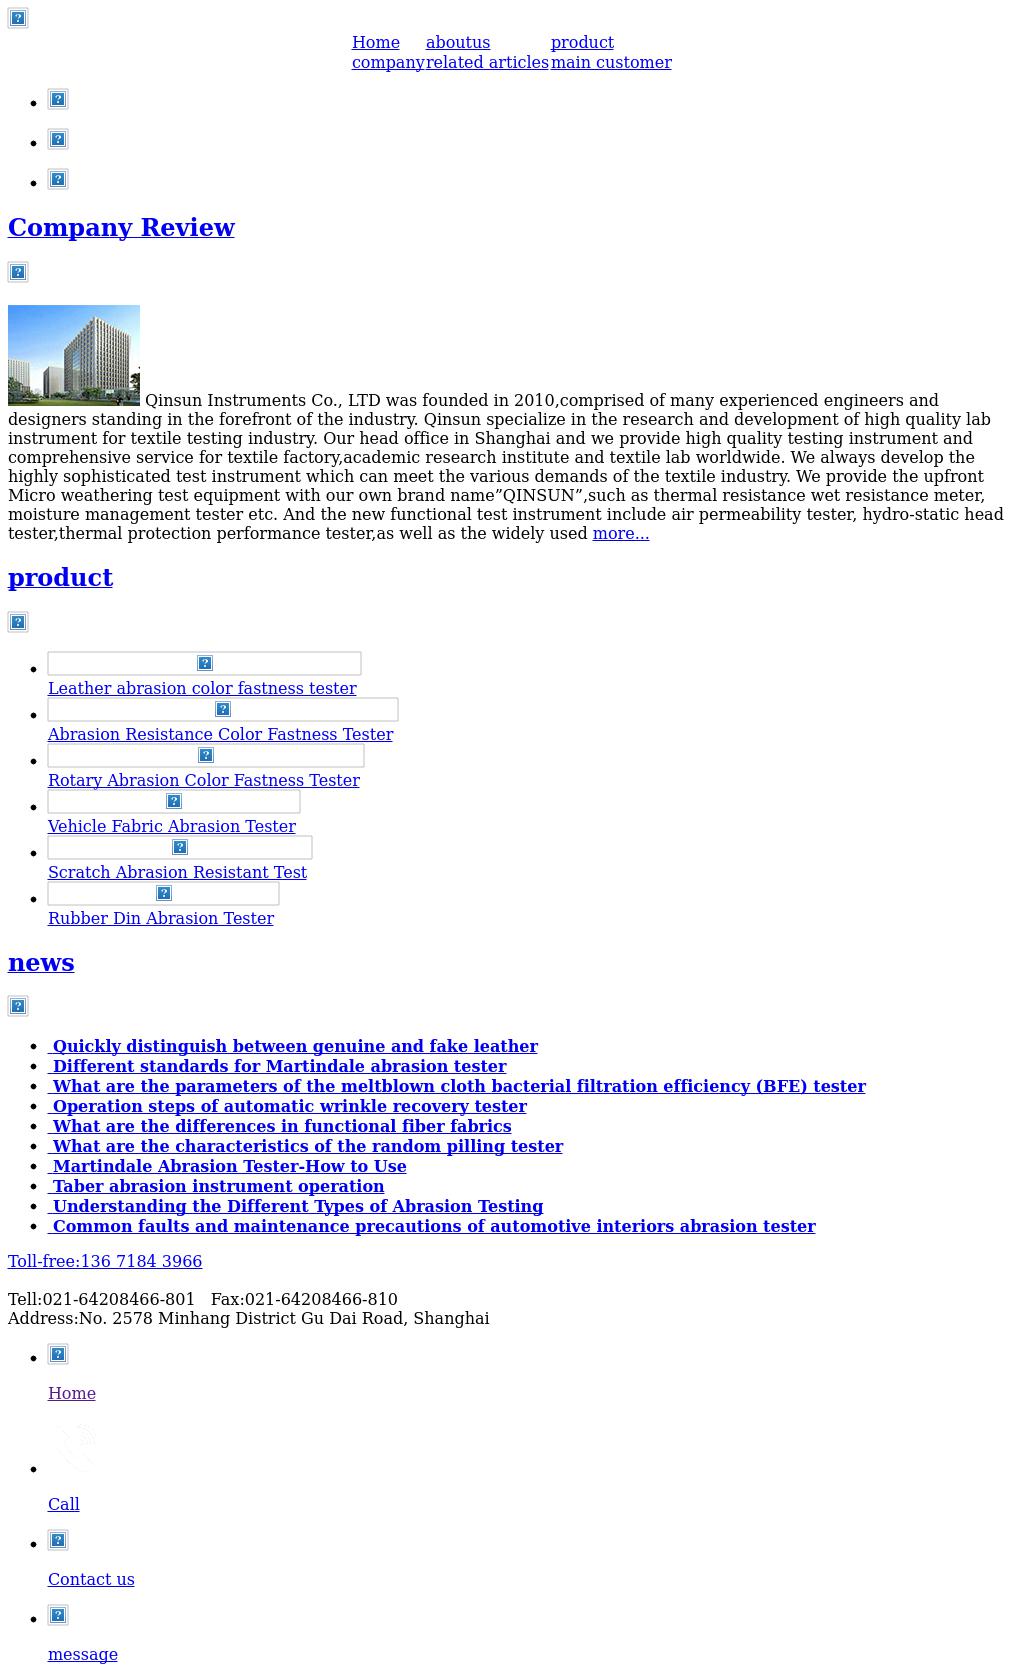 Home aboutus product
company related articles main customer
Company Review
Qinsun Instruments Co., LTD was founded in 2010,comprised of many experienced engineers and
designers standing in the forefront of the industry. Qinsun specialize in the research and development of high quality lab
instrument for textile testing industry. Our head office in Shanghai and we provide high quality testing instrument and
comprehensive service for textile factory,academic research institute and textile lab worldwide. We always develop the
highly sophisticated test instrument which can meet the various demands of the textile industry. We provide the upfront
Micro weathering test equipment with our own brand name”QINSUN”,such as thermal resistance wet resistance meter,
moisture management tester etc. And the new functional test instrument include air permeability tester, hydro-static head
tester,thermal protection performance tester,as well as the widely used more...
product
Leather abrasion color fastness tester
Abrasion Resistance Color Fastness Tester
Rotary Abrasion Color Fastness Tester
Vehicle Fabric Abrasion Tester
Scratch Abrasion Resistant Test
Rubber Din Abrasion Tester
news
Quickly distinguish between genuine and fake leather
Different standards for Martindale abrasion tester
What are the parameters of the meltblown cloth bacterial filtration efficiency (BFE) tester
Operation steps of automatic wrinkle recovery tester
What are the differences in functional fiber fabrics
What are the characteristics of the random pilling tester
Martindale Abrasion Tester-How to Use
Taber abrasion instrument operation
Understanding the Different Types of Abrasion Testing
Common faults and maintenance precautions of automotive interiors abrasion tester
Toll-free:136 7184 3966
Tell:021-64208466-801 Fax:021-64208466-810
Address:No. 2578 Minhang District Gu Dai Road, Shanghai
Home
Call
Contact us
message